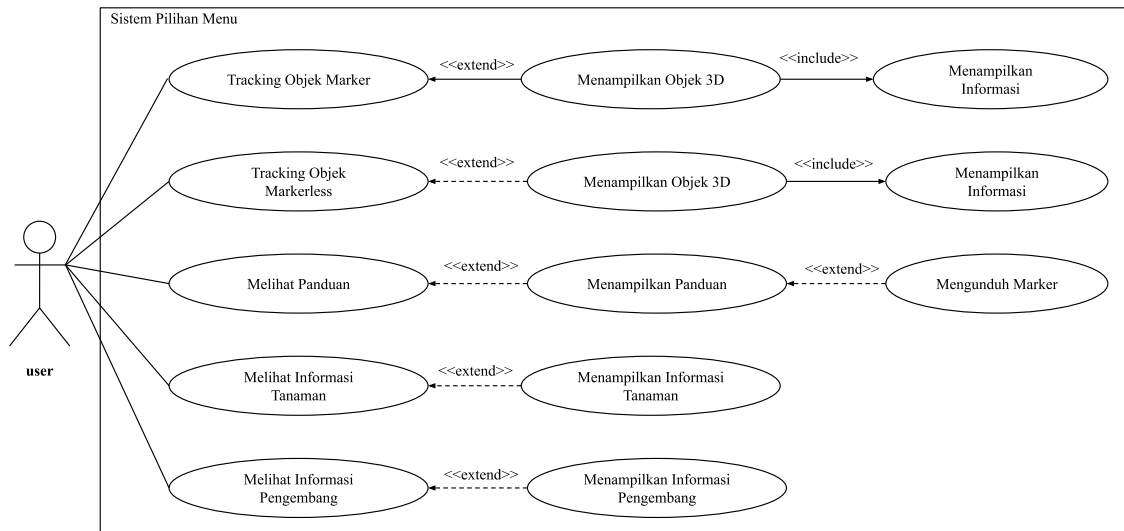 Sistem Pilihan Menu
<<extend>>
<<include>>
Tracking Objek Marker
Menampilkan Objek 3D
Menampilkan
Informasi
<<extend>>
<<include>>
Tracking Objek
Markerless
Menampilkan Objek 3D
Menampilkan
Informasi
<<extend>>
<<extend>>
Melihat Panduan
Menampilkan Panduan
Mengunduh Marker
user
<<extend>>
Melihat Informasi
Tanaman
Menampilkan Informasi
Tanaman
<<extend>>
Melihat Informasi
Pengembang
Menampilkan Informasi
Pengembang